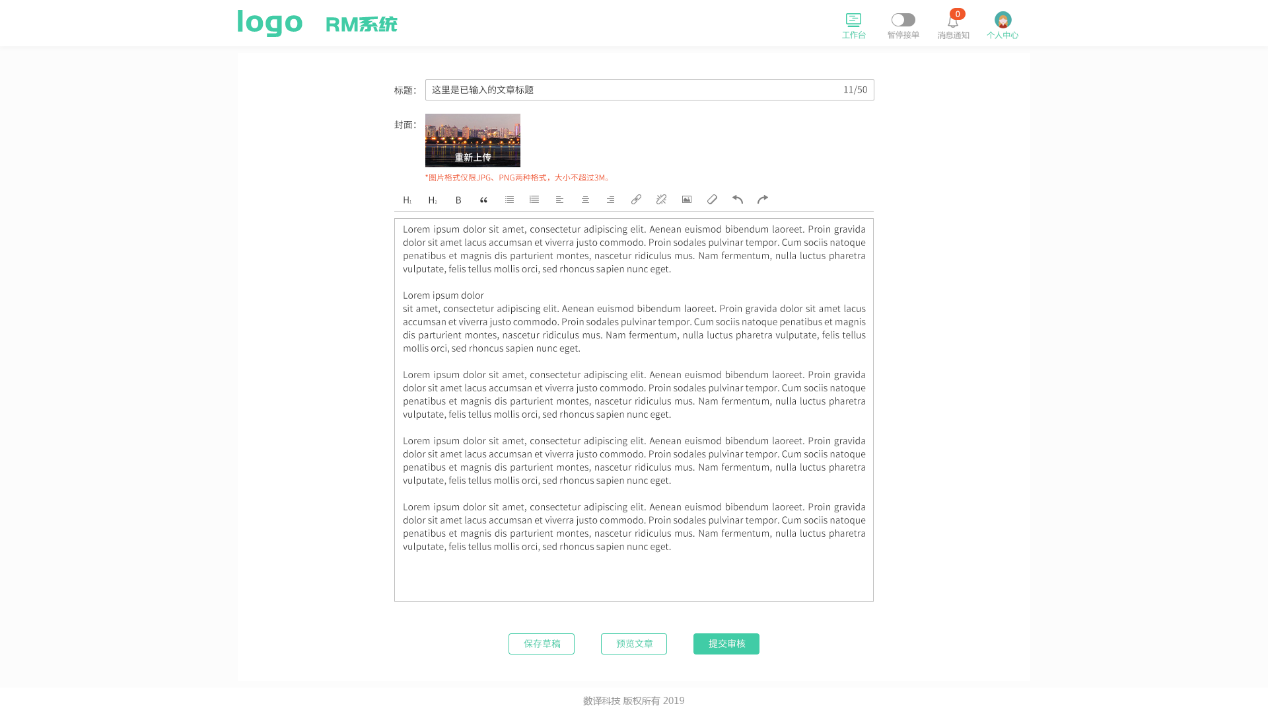 logo RM系统
工作台 暂停接单 0 消息通知 个人中心
标题： 这里是已输入的文章标题 11/50
封面：
重新上传
*图片格式仅限JPG、PNG两种格式，大小不超过3M。
H1 H2 B “
Lorem ipsum dolor sit amet, consectetur adipiscing elit. Aenean euismod bibendum laoreet. Proin gravida
dolor sit amet lacus accumsan et viverra justo commodo. Proin sodales pulvinar tempor. Cum sociis natoque
penatibus et magnis dis parturient montes, nascetur ridiculus mus. Nam fermentum, nulla luctus pharetra
vulputate, felis tellus mollis orci, sed rhoncus sapien nunc eget.
Lorem ipsum dolor
sit amet, consectetur adipiscing elit. Aenean euismod bibendum laoreet. Proin gravida dolor sit amet lacus
accumsan et viverra justo commodo. Proin sodales pulvinar tempor. Cum sociis natoque penatibus et magnis
dis parturient montes, nascetur ridiculus mus. Nam fermentum, nulla luctus pharetra vulputate, felis tellus
mollis orci, sed rhoncus sapien nunc eget.
Lorem ipsum dolor sit amet, consectetur adipiscing elit. Aenean euismod bibendum laoreet. Proin gravida
dolor sit amet lacus accumsan et viverra justo commodo. Proin sodales pulvinar tempor. Cum sociis natoque
penatibus et magnis dis parturient montes, nascetur ridiculus mus. Nam fermentum, nulla luctus pharetra
vulputate, felis tellus mollis orci, sed rhoncus sapien nunc eget.
Lorem ipsum dolor sit amet, consectetur adipiscing elit. Aenean euismod bibendum laoreet. Proin gravida
dolor sit amet lacus accumsan et viverra justo commodo. Proin sodales pulvinar tempor. Cum sociis natoque
penatibus et magnis dis parturient montes, nascetur ridiculus mus. Nam fermentum, nulla luctus pharetra
vulputate, felis tellus mollis orci, sed rhoncus sapien nunc eget.
Lorem ipsum dolor sit amet, consectetur adipiscing elit. Aenean euismod bibendum laoreet. Proin gravida
dolor sit amet lacus accumsan et viverra justo commodo. Proin sodales pulvinar tempor. Cum sociis natoque
penatibus et magnis dis parturient montes, nascetur ridiculus mus. Nam fermentum, nulla luctus pharetra
vulputate, felis tellus mollis orci, sed rhoncus sapien nunc eget.
保存草稿 预览文章 提交审核
数译科技 版权所有 2019